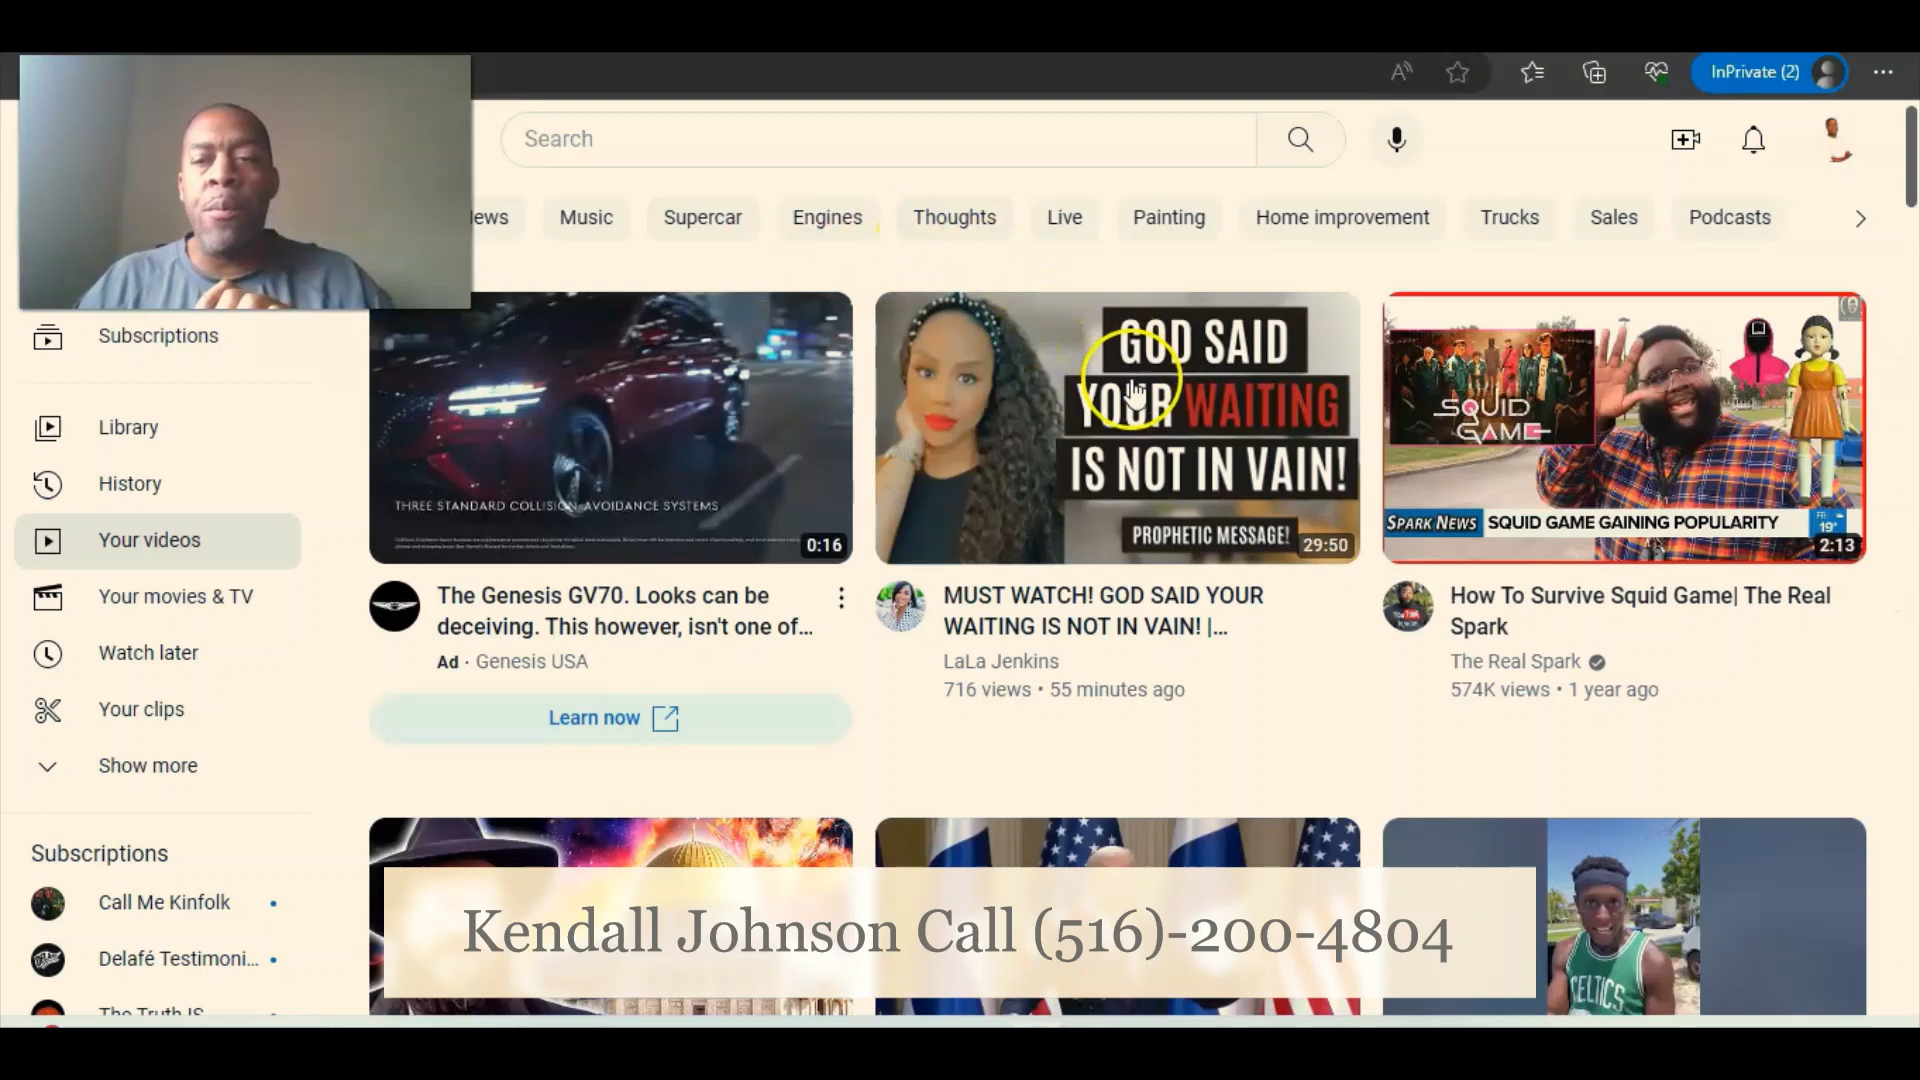 InPrivate (2)
Search
Music
Supercar
Engines
Thoughts
Live
Painting
Home improvement
Trucks
Sales
Podcasts
Subscriptions
Library
History
Your videos
Your movies & TV
Watch later
Your clips
Show more
Subscriptions
Call Me Kinfolk
Delafé Testimoni...
THREE STANDARD COLLISION-AVOIDANCE SYSTEMS
0:16
The Genesis GV70. Looks can be
deceiving. This however, isn't one of...
Ad · Genesis USA
Learn now
GOD SAID
YOUR WAITING
IS NOT IN VAIN!
PROPHETIC MESSAGE!
29:50
MUST WATCH! GOD SAID YOUR
WAITING IS NOT IN VAIN! |...
LaLa Jenkins
716 views • 55 minutes ago
SQUID
GAME
SPARK NEWS
SQUID GAME GAINING POPULARITY
19°
2:13
How To Survive Squid Game| The Real
Spark
The Real Spark
574K views • 1 year ago
CELTICS
Kendall Johnson Call (516)-200-4804